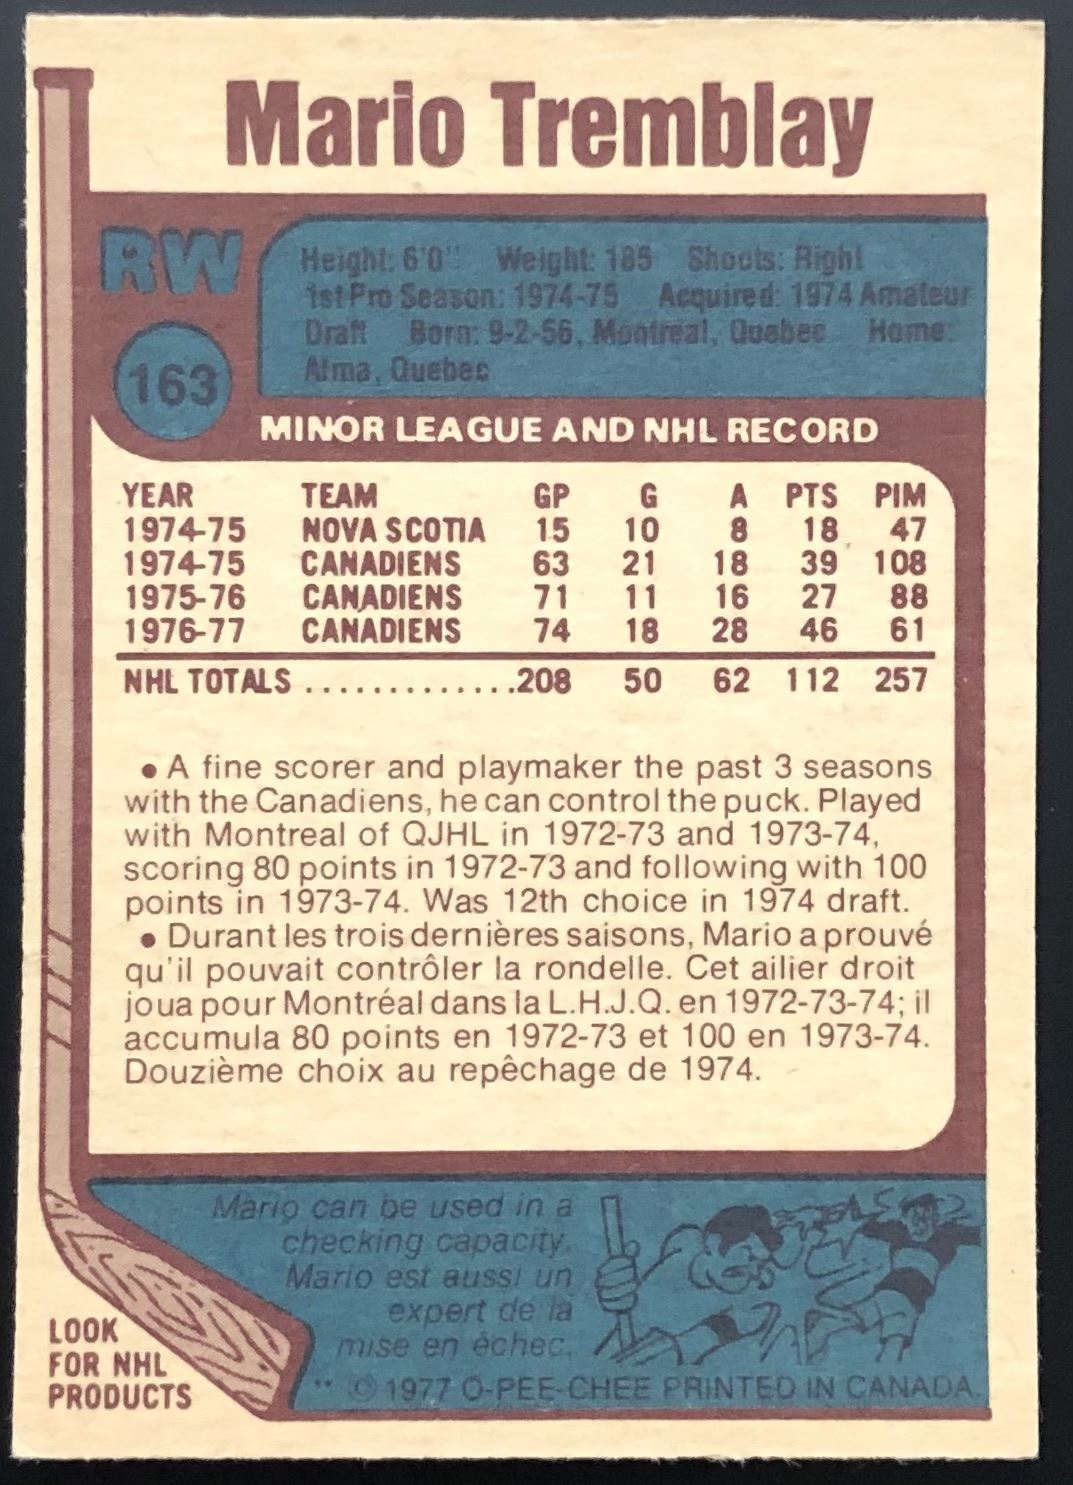 Mario Tremblay
RW
Height: 6'0" Weight: 185 Shoots: Right
1st Pro Season: 1974-75 Acquired: 1974 Amateur
Draft Born: 9-2-56, Montreal, Quebec Home:
Alma, Quebec
163
MINOR LEAGUE AND NHL RECORD
YEAR TEAM GP G A PTS PIM
1974-75 NOVA SCOTIA 15 10 8 18 47
1974-75 CANADIENS 63 21 18 39 108
1975-76 CANADIENS 71 11 16 27 88
1976-77 CANADIENS 74 18 28 46 61
NHL TOTALS .............208 50 62 112 257
• A fine scorer and playmaker the past 3 seasons
with the Canadiens, he can control the puck. Played
with Montreal of QJHL in 1972-73 and 1973-74,
scoring 80 points in 1972-73 and following with 100
points in 1973-74. Was 12th choice in 1974 draft.
• Durant les trois dernières saisons, Mario a prouvé
qu'il pouvait contrôler la rondelle. Cet ailier droit
joua pour Montréal dans la L.H.J.Q. en 1972-73-74; il
accumula 80 points en 1972-73 et 100 en 1973-74.
Douzième choix au repêchage de 1974.
Mario can be used in a
checking capacity.
Mario est aussi un
expert de la
mise en échec.
LOOK
FOR NHL
PRODUCTS
** © 1977 O-PEE-CHEE PRINTED IN CANADA